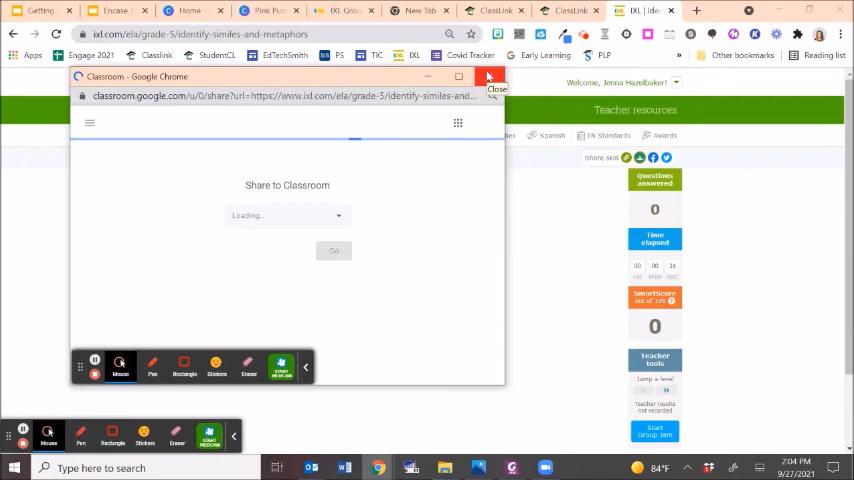 Getting Encase_ Home - Pink Pur IXL Grou New Tab ClassLink ClassLink IXL | Iden
ixl.com/ela/grade-5/identify-similes-and-metaphors
Apps Engage 2021 Classlink StudentCL EdTechSmith SIS PS TIC IXL Covid Tracker Early Learning PLP » Other bookmarks Reading list
Classroom - Google Chrome
Close
Welcome, Jenna Hazelbaker!
classroom.google.com/u/0/share?url=https://www.ixl.com/ela/grade-5/identify-similes-and-...
Teacher resources
Spanish TN Standards Awards
Share skill
Share to Classroom
Loading...
Go
Questions
answered
0
Time
elapsed
00 00 26
HR MIN SEC
SmartScore
out of 100 ?
0
Teacher
tools
Jump a level
Teacher results
not recorded
Start
Group Jam
Mouse Pen Rectangle Stickers Eraser START WEBCAM
Mouse Pen Rectangle Stickers Eraser START WEBCAM
Type here to search
84°F
2:04 PM
9/27/2021